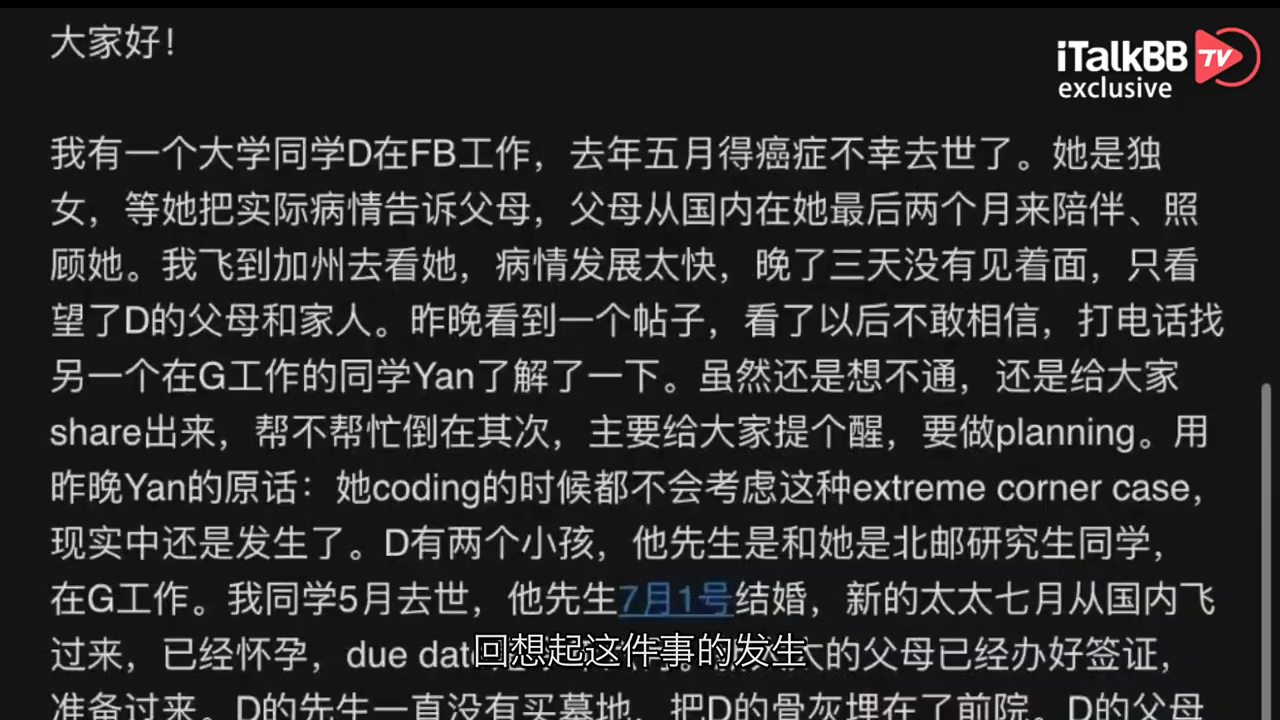 大家好！
iTalkBB TV
exclusive
我有一个大学同学D在FB工作，去年五月得癌症不幸去世了。她是独
女，等她把实际病情告诉父母，父母从国内在她最后两个月来陪伴、照
顾她。我飞到加州去看她，病情发展太快，晚了三天没有见着面，只看
望了D的父母和家人。昨晚看到一个帖子，看了以后不敢相信，打电话找
另一个在G工作的同学Yan了解了一下。虽然还是想不通，还是给大家
share出来，帮不帮忙倒在其次，主要给大家提个醒，要做planning。用
昨晚Yan的原话：她coding的时候都不会考虑这种extreme corner case，
现实中还是发生了。D有两个小孩，他先生是和她是北邮研究生同学，
在G工作。我同学5月去世，他先生7月1号结婚，新的太太七月从国内飞
过来，已经怀孕，due date 太的父母已经办好签证，
回想起这件事的发生
准备过来。D的先生一直没有买墓地，把D的骨灰埋在了前院。D的父母